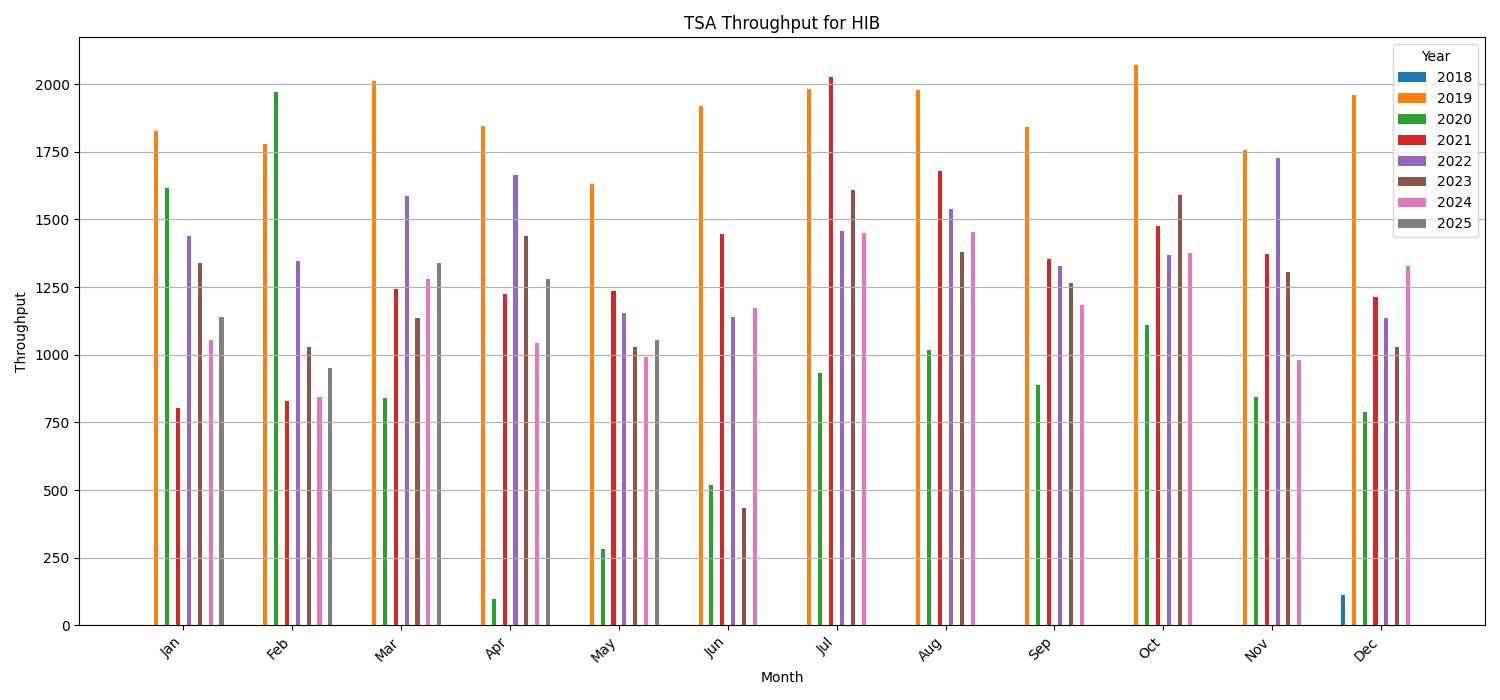 TSA Throughput for HIB
Year
2018
2019
2020
2021
2022
2023
2024
2025
Throughput
2000
1750
1500
1250
1000
750
500
250
0
Jan
Feb
Mar
Apr
May
Jun
Jul
Aug
Sep
Oct
Nov
Dec
Month